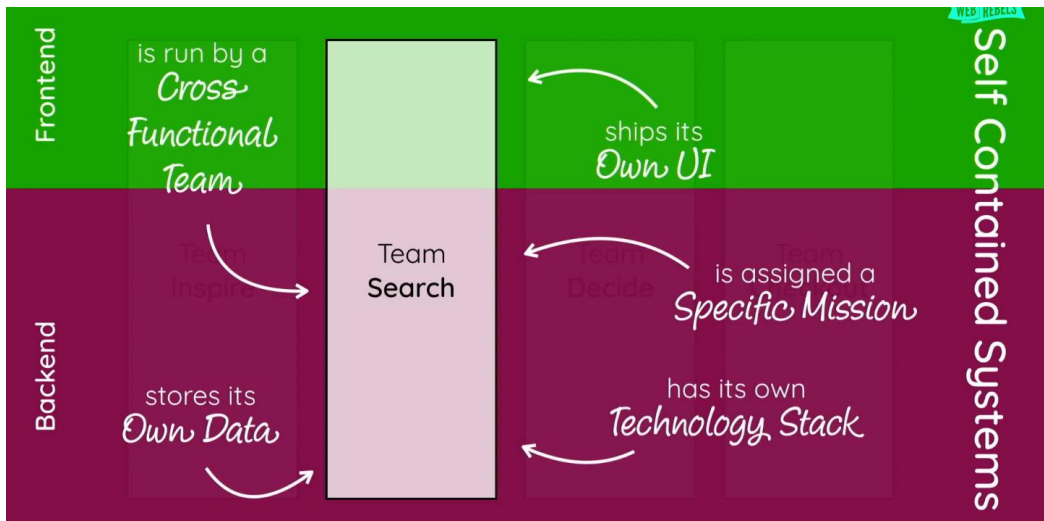 WEB REBELS
Frontend
is run by a
Cross
Functional
Team
ships its
Own UI
Team
Inspire
Team
Search
Team
Decide
Team
is assigned a
Specific Mission
Backend
stores its
Own Data
has its own
Technology Stack
Self Contained Systems